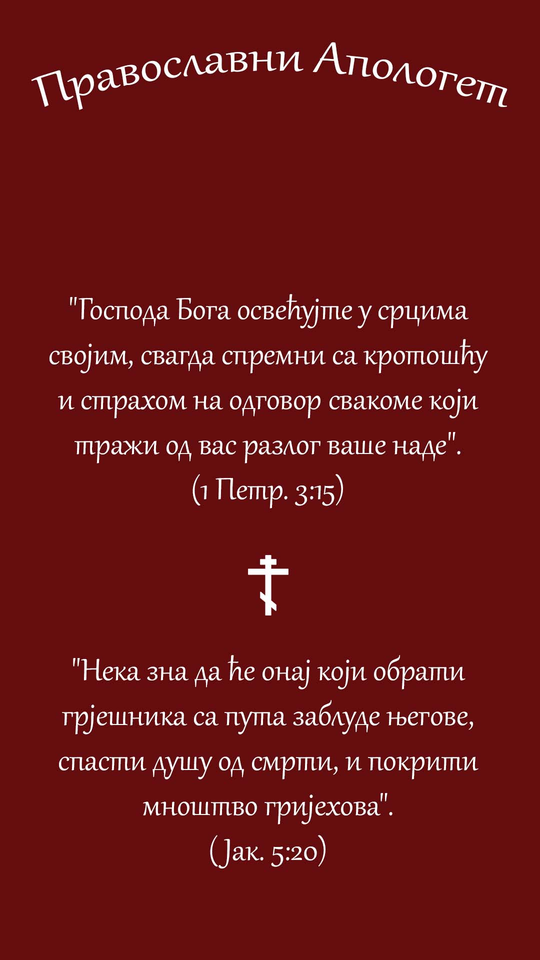 Православни Апологет
"Господа Бога освећујте у срцима
својим, свагда спремни са кротошћу
и страхом на одговор свакоме који
тражи од вас разлог ваше наде".
(1 Петр. 3:15)
"Нека зна да ће онај који обрати
грјешника са пута заблуде његове,
спасти душу од смрти, и покрити
мноштво гријехова".
(Јак. 5:20)